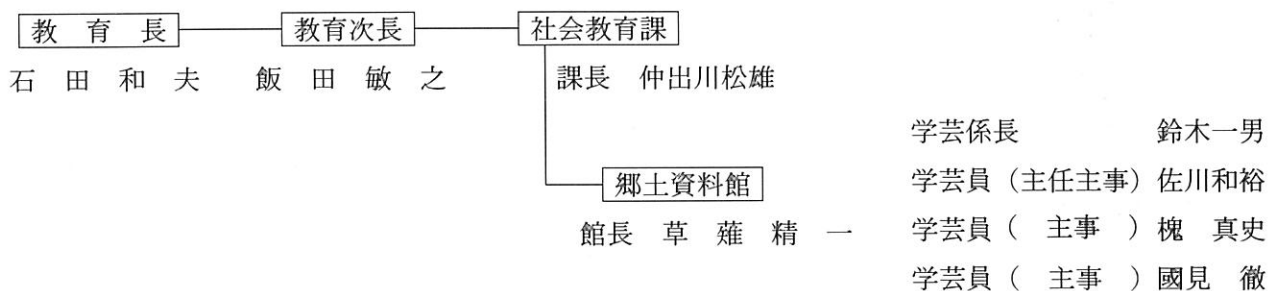 教　育　長　教育次長　社会教育課
石　田　和　夫　飯　田　敏　之　課長　仲出川松雄
学芸係長　鈴木一男
郷土資料館　学芸員（主任主事）佐川和裕
館長　草　薙　精　一　学芸員（　主事　）槐　真史
学芸員（　主事　）國見　徹